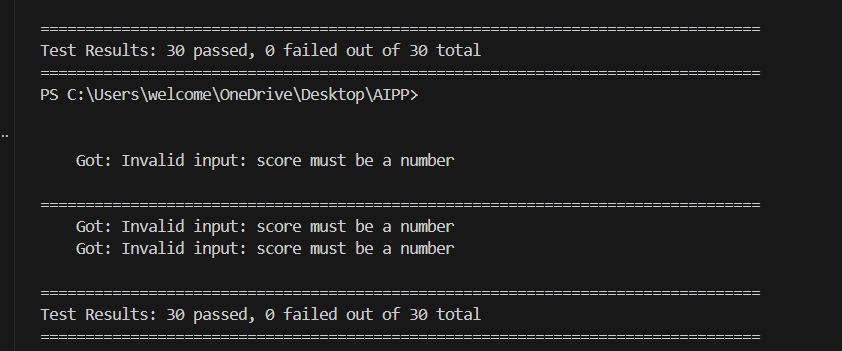 ================================================================================
Test Results: 30 passed, 0 failed out of 30 total
================================================================================
PS C:\Users\welcome\OneDrive\Desktop\AIPP>
..
Got: Invalid input: score must be a number
================================================================================
Got: Invalid input: score must be a number
Got: Invalid input: score must be a number
================================================================================
Test Results: 30 passed, 0 failed out of 30 total
================================================================================